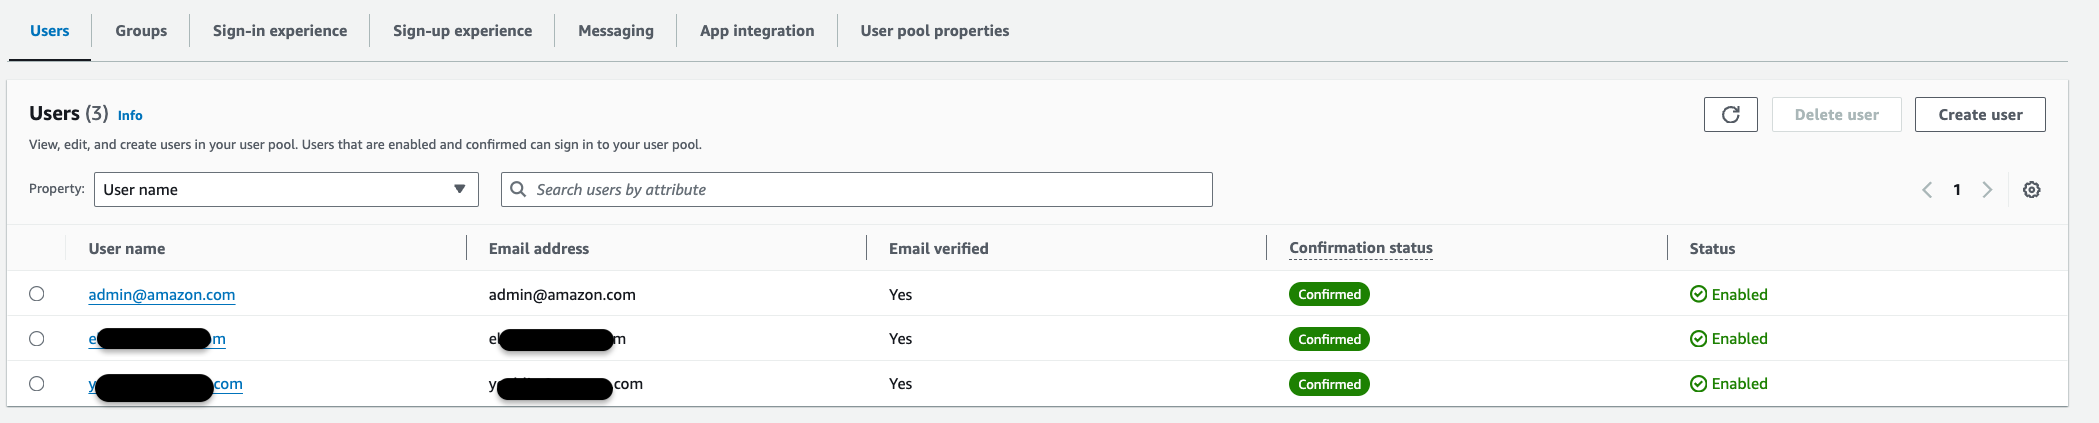 Users Groups Sign-in experience Sign-up experience Messaging App integration User pool properties
Users (3) Info
Delete user Create user
View, edit, and create users in your user pool. Users that are enabled and confirmed can sign in to your user pool.
Property: User name Search users by attribute 1
User name Email address Email verified Confirmation status Status
admin@amazon.com admin@amazon.com Yes Confirmed Enabled
Yes Confirmed Enabled
.com .com Yes Confirmed Enabled